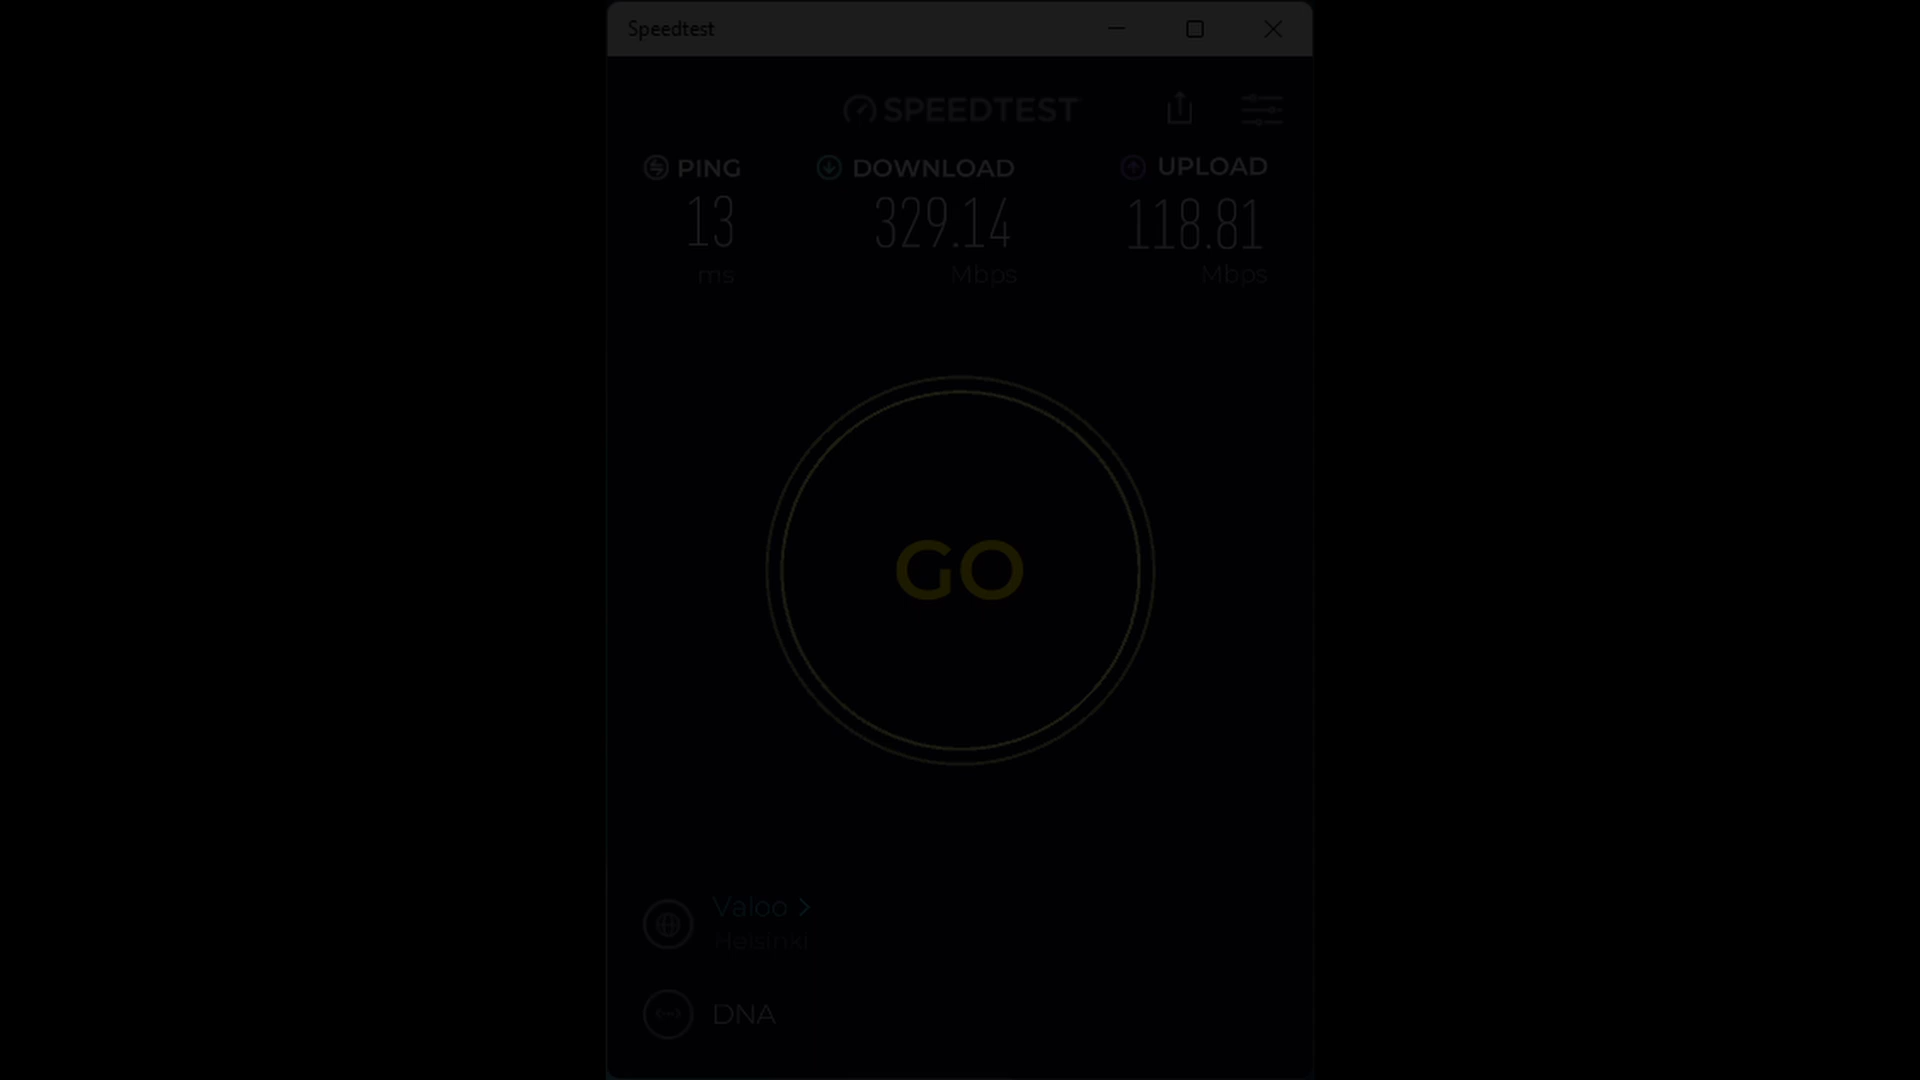 Speedtest
SPEEDTEST
PING
13
ms
DOWNLOAD
329.14
Mbps
UPLOAD
118.81
Mbps
GO
Valoo
Helsinki
DNA